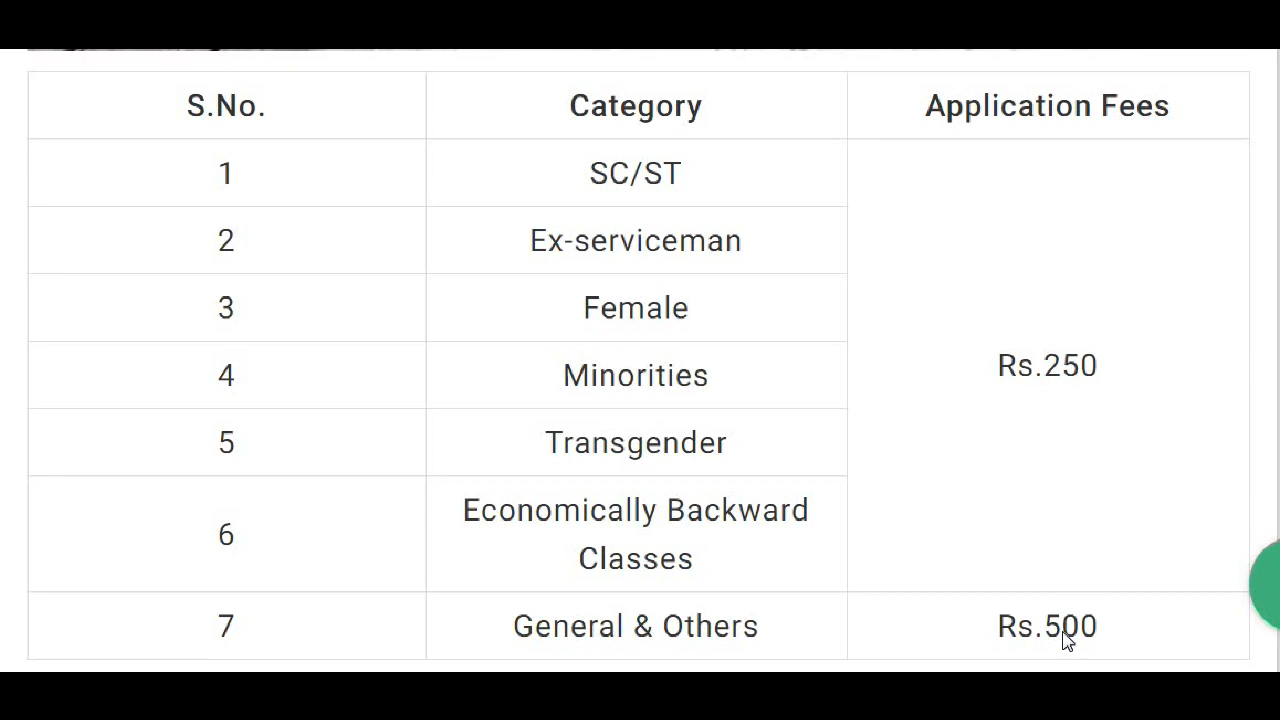 S.No. Category Application Fees
1 SC/ST
2 Ex-serviceman
3 Female
4 Minorities
Rs.250
5 Transgender
6 Economically Backward
Classes
7 General & Others Rs.500